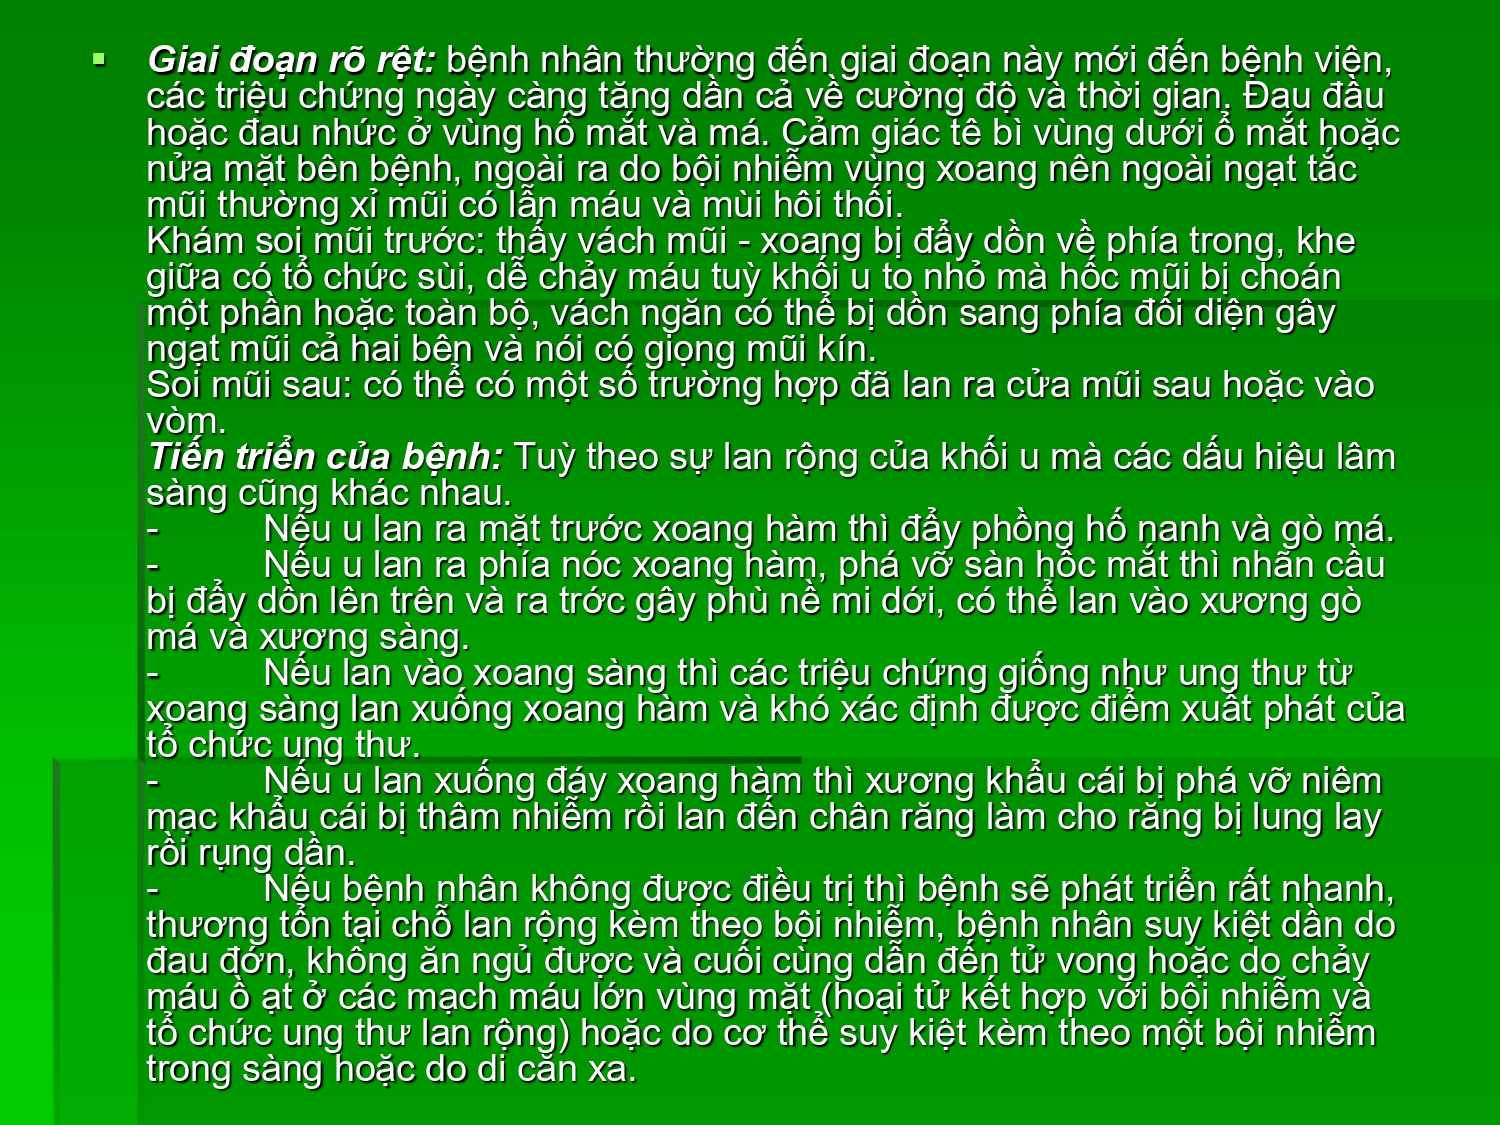 ▪ Giai đoạn rõ rệt: bệnh nhân thường đến giai đoạn này mới đến bệnh viện,
các triệu chứng ngày càng tăng dần cả về cường độ và thời gian. Đau đầu
hoặc đau nhức ở vùng hố mắt và má. Cảm giác tê bì vùng dưới ổ mắt hoặc
nửa mặt bên bệnh, ngoài ra do bội nhiễm vùng xoang nên ngoài ngạt tắc
mũi thường xỉ mũi có lẫn máu và mùi hôi thối.
Khám soi mũi trước: thấy vách mũi - xoang bị đẩy dồn về phía trong, khe
giữa có tổ chức sùi, dễ chảy máu tuỳ khối u to nhỏ mà hốc mũi bị choán
một phần hoặc toàn bộ, vách ngăn có thể bị dồn sang phía đối diện gây
ngạt mũi cả hai bên và nói có giọng mũi kín.
Soi mũi sau: có thể có một số trường hợp đã lan ra cửa mũi sau hoặc vào
vòm.
Tiến triển của bệnh: Tuỳ theo sự lan rộng của khối u mà các dấu hiệu lâm
sàng cũng khác nhau.
- Nếu u lan ra mặt trước xoang hàm thì đẩy phồng hố nanh và gò má.
- Nếu u lan ra phía nóc xoang hàm, phá vỡ sàn hốc mắt thì nhãn cầu
bị đẩy dồn lên trên và ra trớc gây phù nề mi dới, có thể lan vào xương gò
má và xương sàng.
- Nếu lan vào xoang sàng thì các triệu chứng giống như ung thư từ
xoang sàng lan xuống xoang hàm và khó xác định được điểm xuất phát của
tổ chức ung thư.
- Nếu u lan xuống đáy xoang hàm thì xương khẩu cái bị phá vỡ niêm
mạc khẩu cái bị thâm nhiễm rồi lan đến chân răng làm cho răng bị lung lay
rồi rụng dần.
- Nếu bệnh nhân không được điều trị thì bệnh sẽ phát triển rất nhanh,
thương tổn tại chỗ lan rộng kèm theo bội nhiễm, bệnh nhân suy kiệt dần do
đau đớn, không ăn ngủ được và cuối cùng dẫn đến tử vong hoặc do chảy
máu ồ ạt ở các mạch máu lớn vùng mặt (hoại tử kết hợp với bội nhiễm và
tổ chức ung thư lan rộng) hoặc do cơ thể suy kiệt kèm theo một bội nhiễm
trong sàng hoặc do di căn xa.